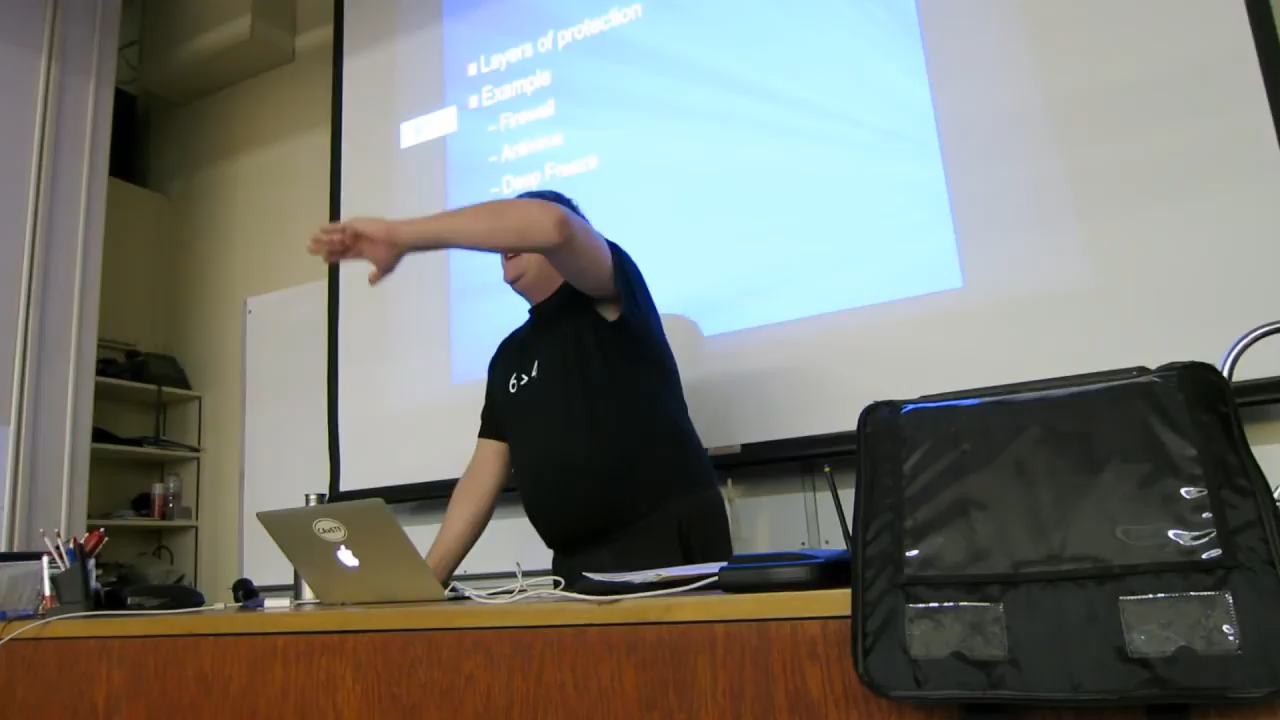 Layers of protection
Example
– Firewall
– Antivirus
– Deep Freeze
6>4